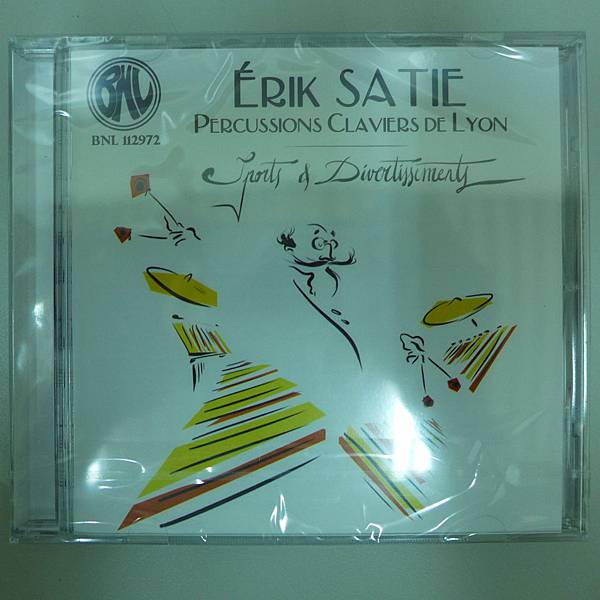 BNL
BNL 112972
ÉRIK SATIE
PERCUSSIONS CLAVIERS DE LYON
Sports & Divertissements